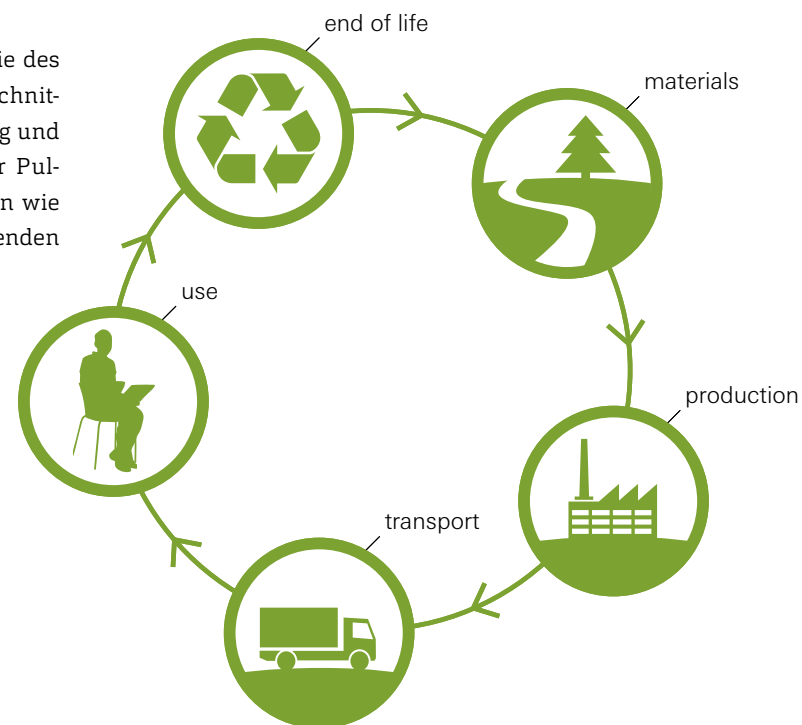 ie des
chnit-
g und
r Pul-
n wie
enden
end of life
materials
use
production
transport